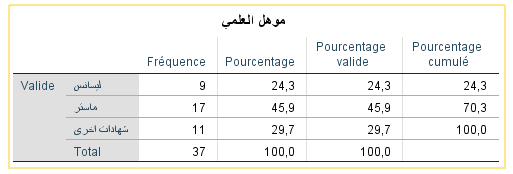 موهل العلمي
Fréquence Pourcentage Pourcentage valide Pourcentage cumulé
Valide ليسانس 9 24,3 24,3 24,3
ماستر 17 45,9 45,9 70,3
شهادات اخرى 11 29,7 29,7 100,0
Total 37 100,0 100,0